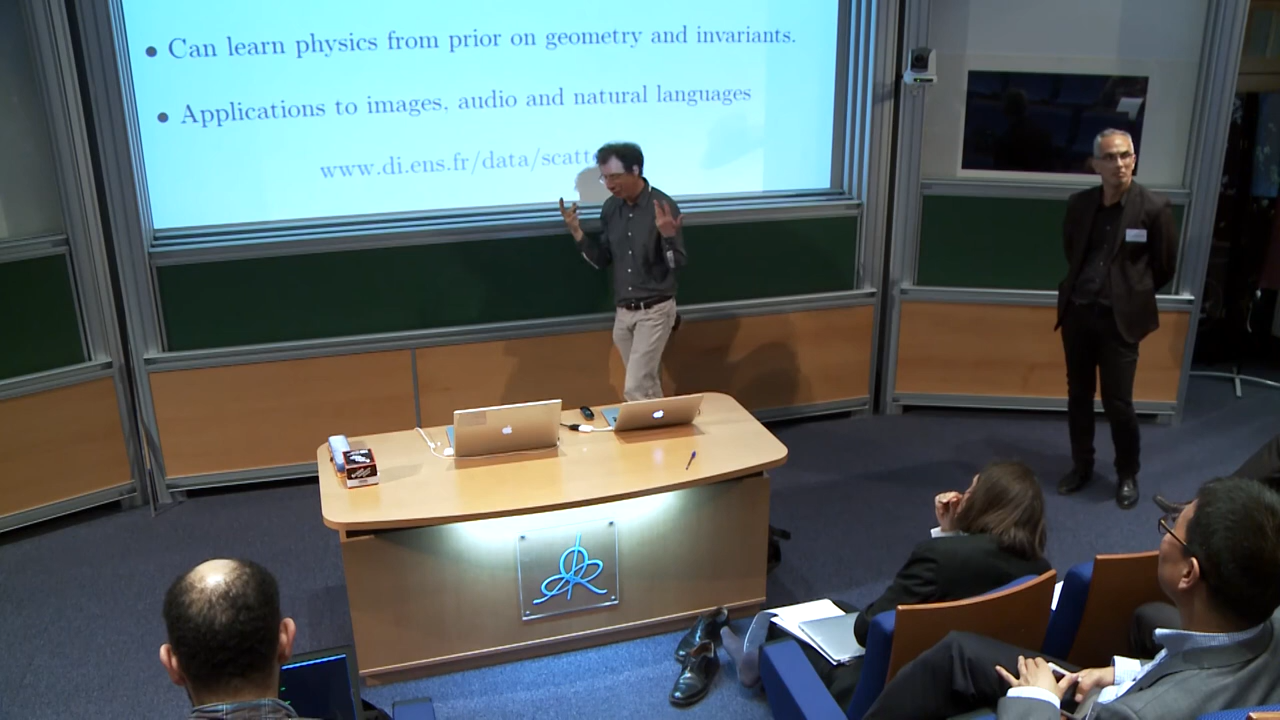 Can learn physics from prior on geometry and invariants.
Applications to images, audio and natural languages
www.di.ens.fr/data/scatt